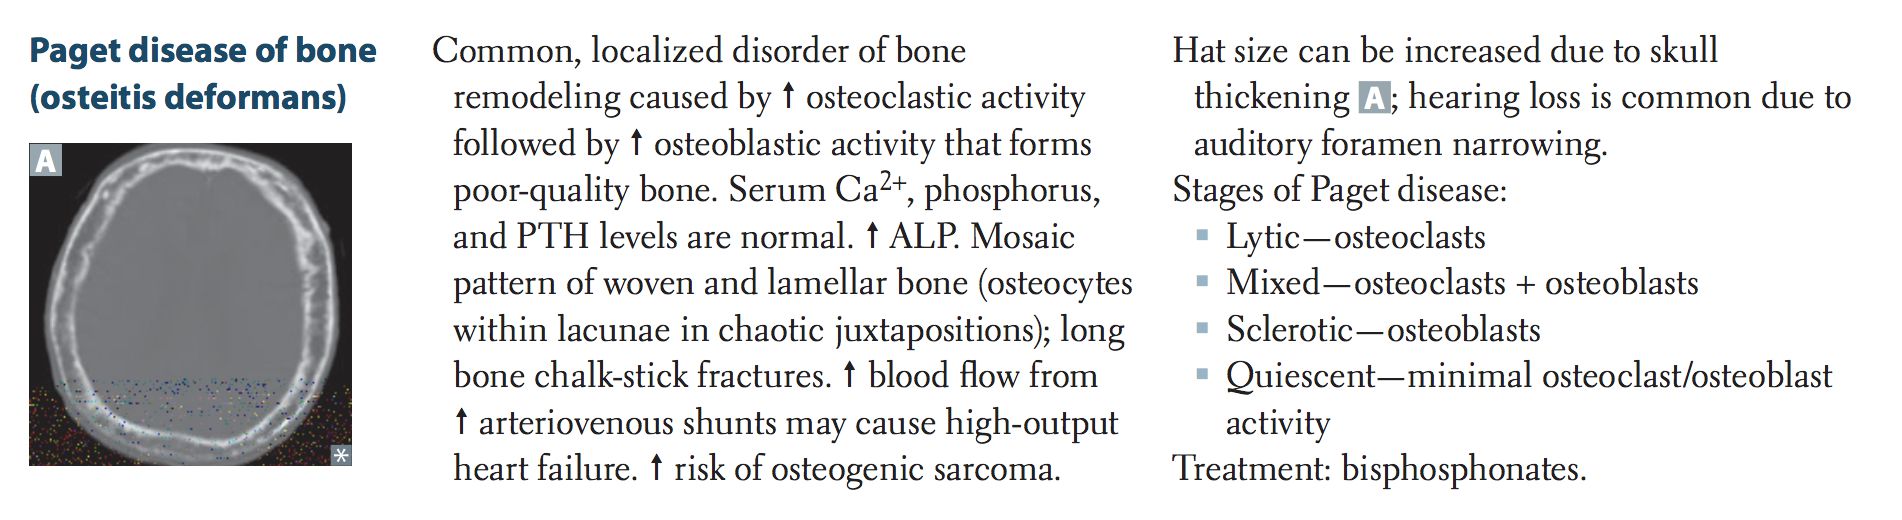 Paget disease of bone
(osteitis deformans)
A
*
Common, localized disorder of bone
remodeling caused by ↑ osteoclastic activity
followed by ↑ osteoblastic activity that forms
poor-quality bone. Serum Ca²⁺, phosphorus,
and PTH levels are normal. ↑ ALP. Mosaic
pattern of woven and lamellar bone (osteocytes
within lacunae in chaotic juxtapositions); long
bone chalk-stick fractures. ↑ blood flow from
↑ arteriovenous shunts may cause high-output
heart failure. ↑ risk of osteogenic sarcoma.
Hat size can be increased due to skull
thickening A; hearing loss is common due to
auditory foramen narrowing.
Stages of Paget disease:
▪ Lytic—osteoclasts
▪ Mixed—osteoclasts + osteoblasts
▪ Sclerotic—osteoblasts
▪ Quiescent—minimal osteoclast/osteoblast
activity
Treatment: bisphosphonates.